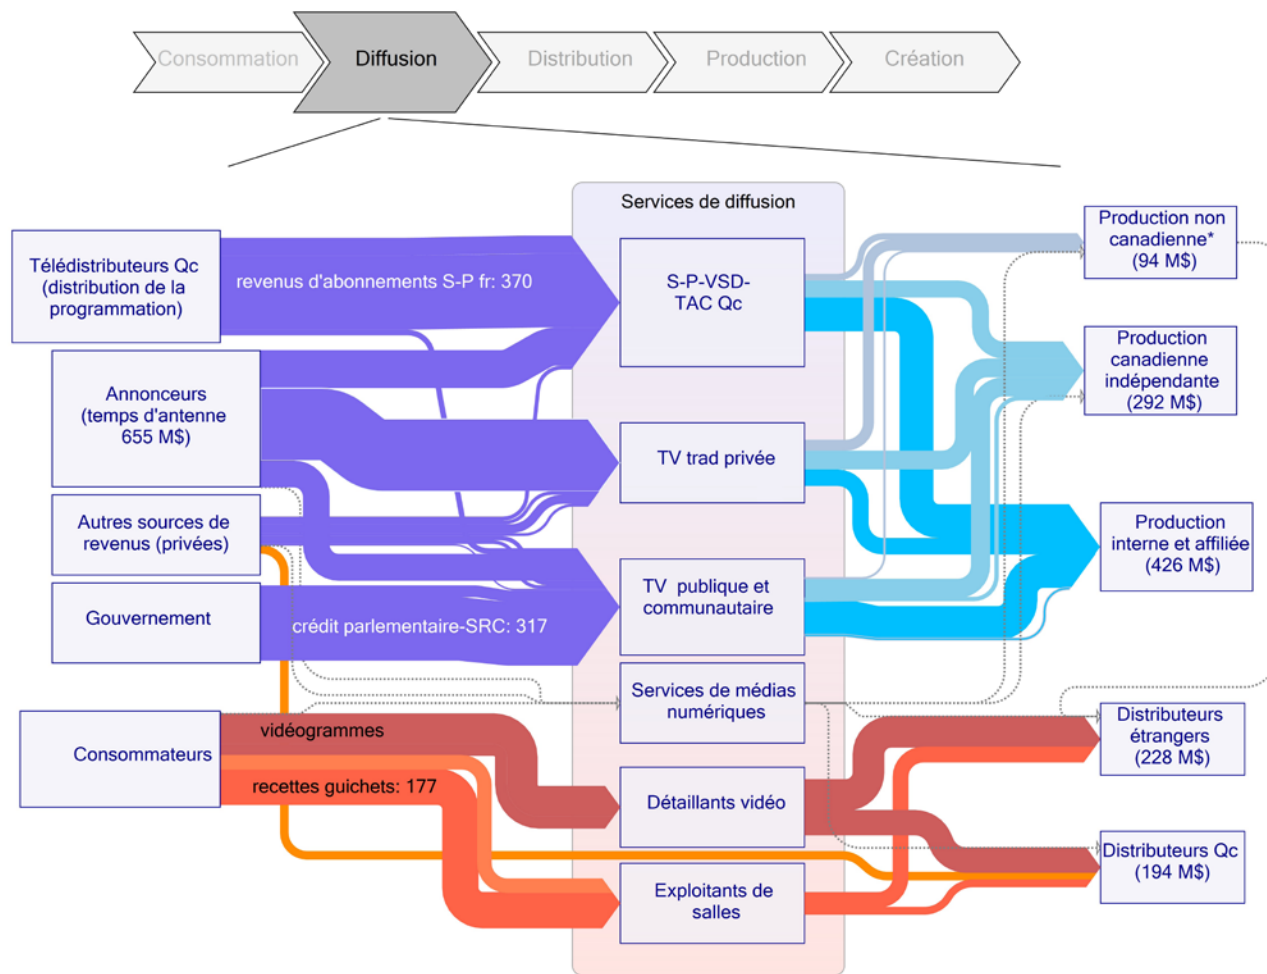 Consommation
Diffusion
Distribution
Production
Création
Services de diffusion
Télédistributeurs Qc
(distribution de la
programmation)
revenus d'abonnements S-P fr: 370
S-P-VSD-
TAC Qc
Production non
canadienne*
(94 M$)
Annonceurs
(temps d'antenne
655 M$)
Production
canadienne
indépendante
(292 M$)
TV trad privée
Autres sources de
revenus (privées)
Production
interne et affiliée
(426 M$)
Gouvernement
crédit parlementaire-SRC: 317
TV publique et
communautaire
Services de médias
numériques
Consommateurs
vidéogrammes
recettes guichets: 177
Distributeurs
étrangers
(228 M$)
Détaillants vidéo
Distributeurs Qc
(194 M$)
Exploitants de
salles